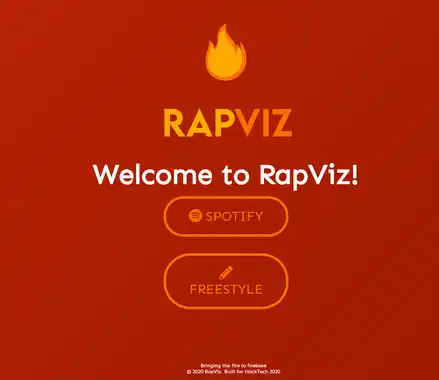 RAPVIZ
Welcome to RapViz!
SPOTIFY
FREESTYLE
Bringing the fire to firebase
© 2020 RapViz. Built for HackTech 2020